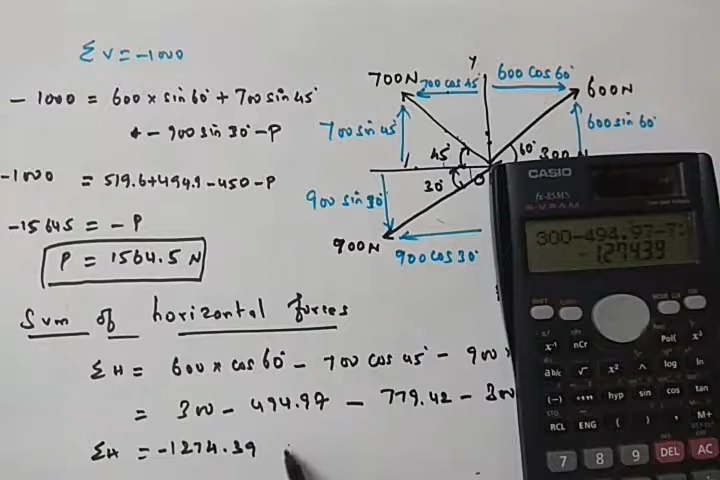 ΣV = -1000
- 1000 = 600 × sin 60° + 700 sin 45°
+ - 900 sin 30° - P
-1000 = 519.6 + 494.9 - 450 - P
-1564.5 = - P
P = 1564.5 N
Sum of horizontal forces
ΣH = 600 × cos 60° - 700 cos 45° - 900
= 300 - 494.97 - 779.42 - 300
ΣH = -1274.39
Y
700N
700 cos 45°
600 cos 60°
600N
700 sin 45°
600 sin 60°
45°
60°
30°
900 sin 30°
900N
900 cos 30°
CASIO
fx-85MS
S-V.P.A.M.
300-494.97-7
-1274.39
SHIFT
MODE CLR
ON
x⁻¹
nCr
Pol(
x³
ab/c
√
x²
^
log
ln
(-)
°'"
hyp
sin
cos
tan
RCL
ENG
(
)
,
M+
7
8
9
DEL
AC